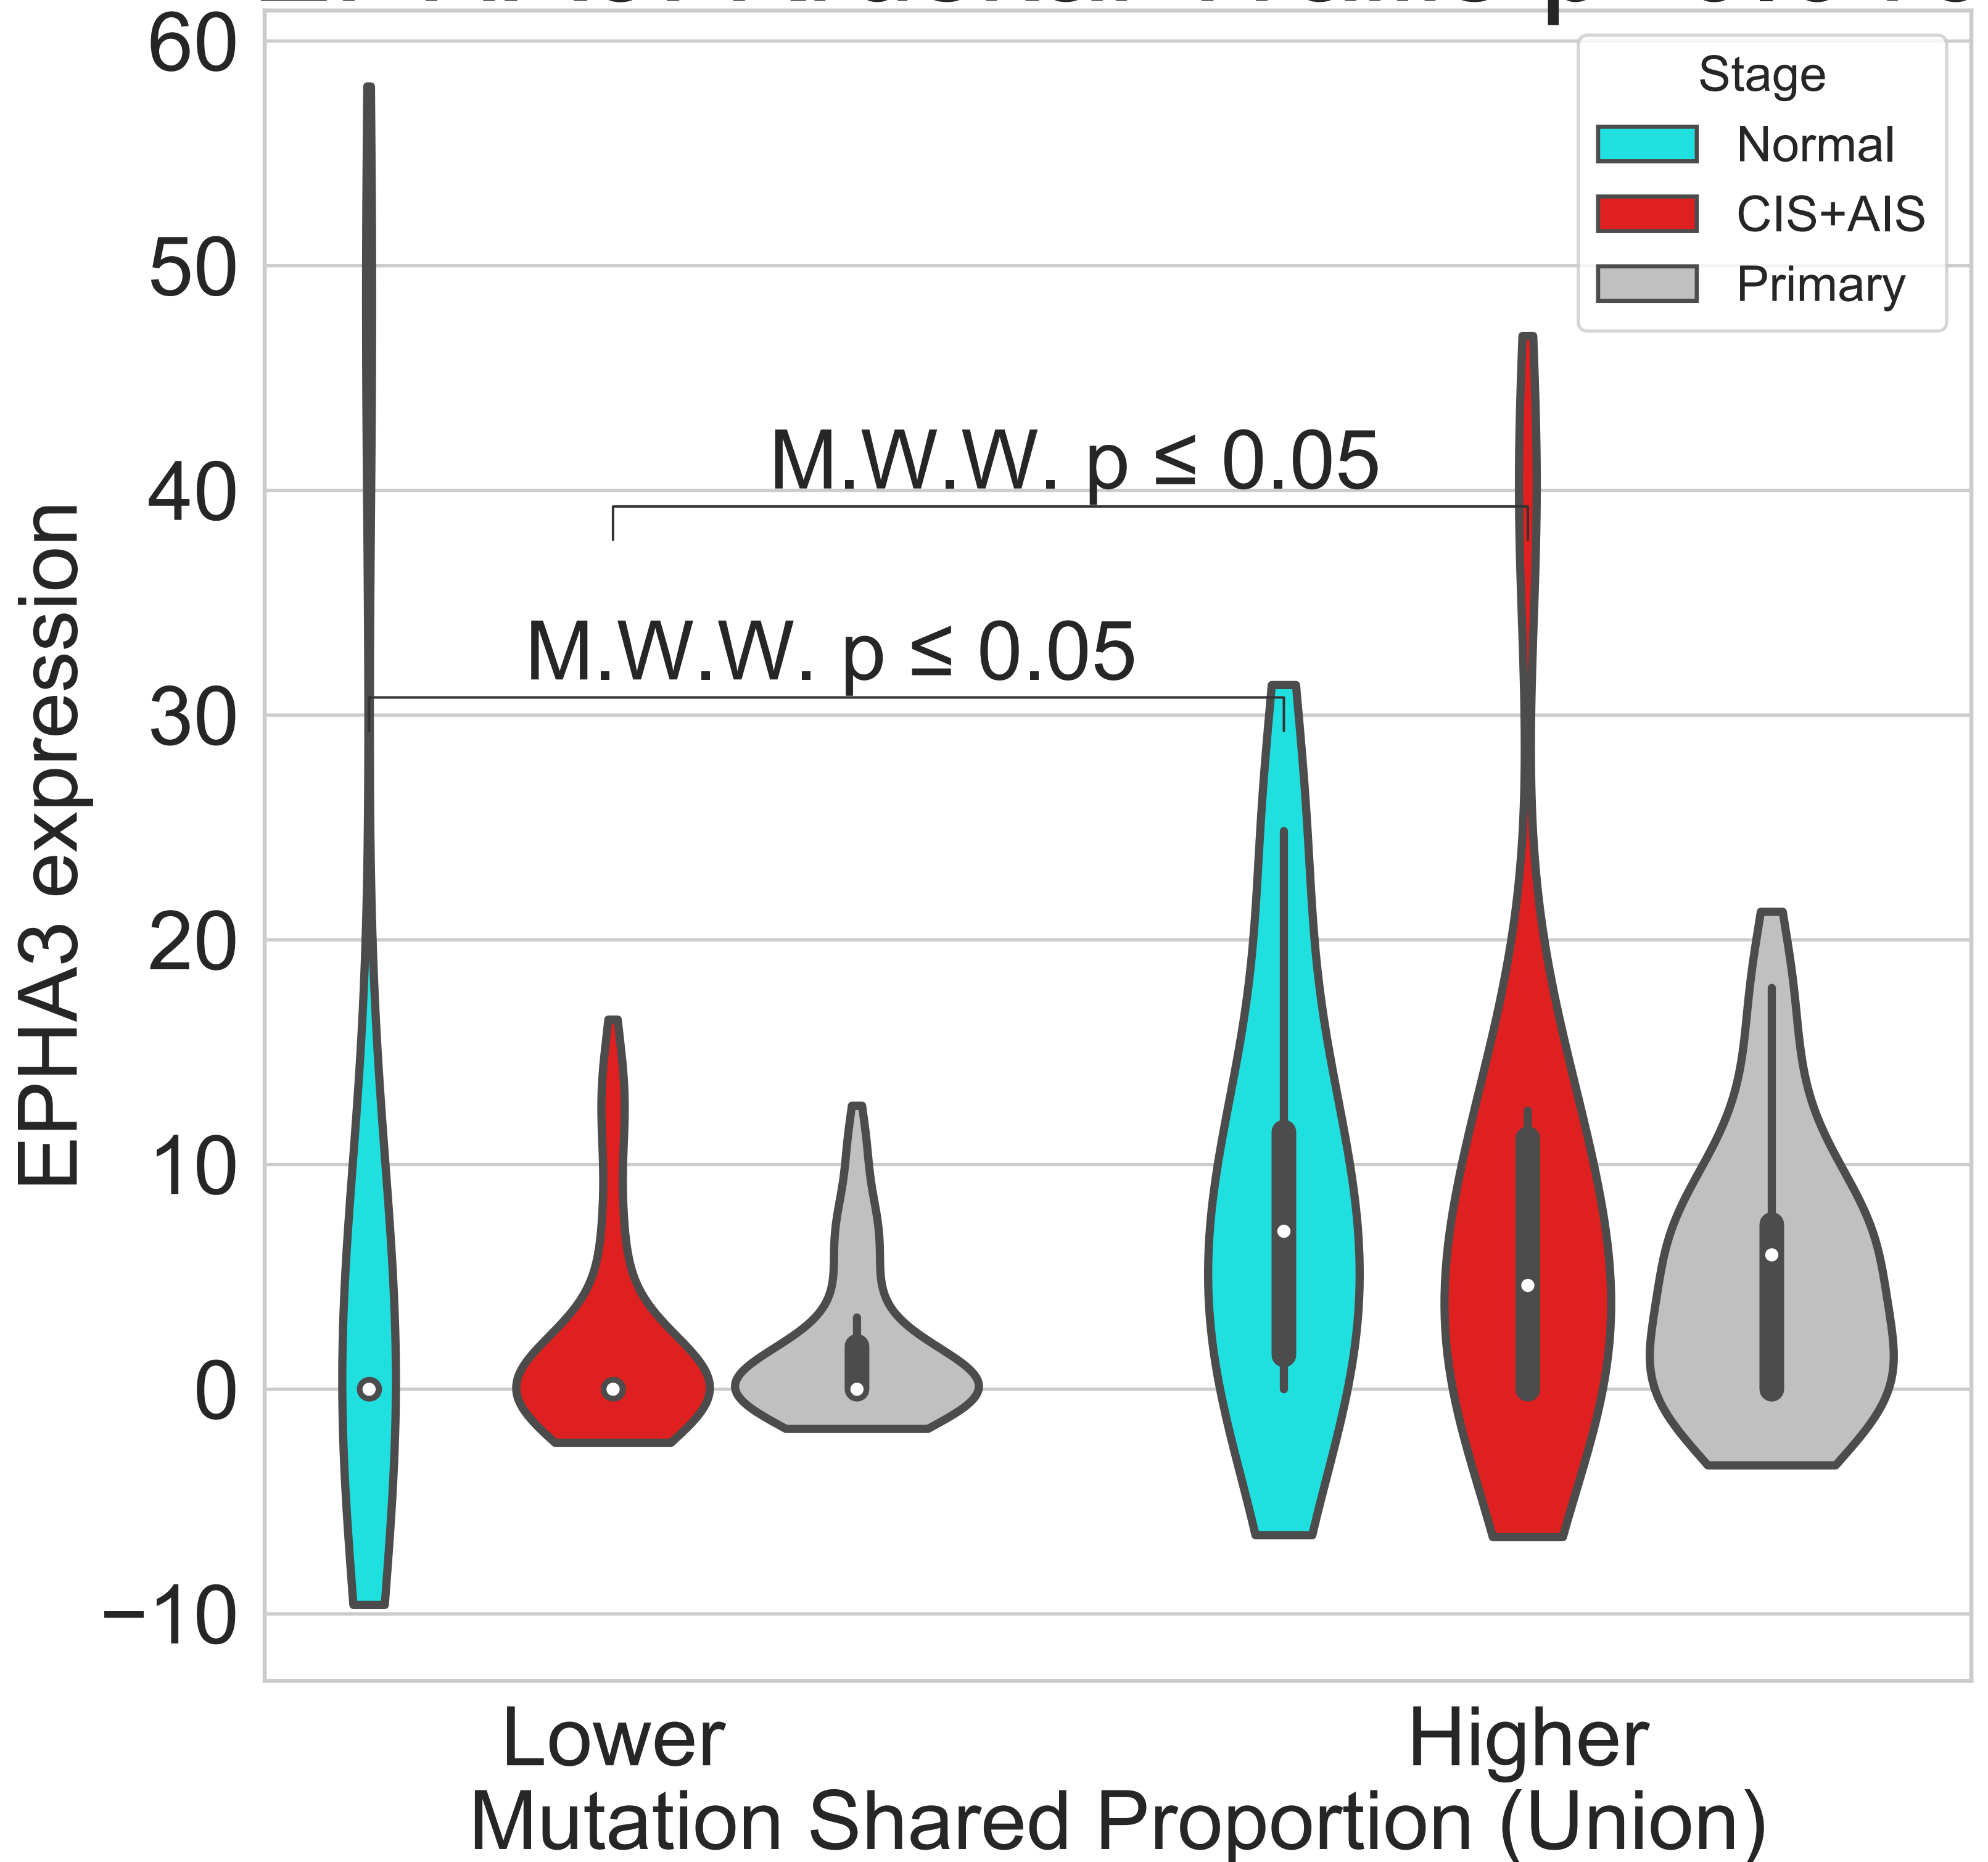 60
50
40
30
20
10
0
−10
EPHA3 expression
Stage
Normal
CIS+AIS
Primary
M.W.W. p ≤ 0.05
M.W.W. p ≤ 0.05
Lower
Higher
Mutation Shared Proportion (Union)